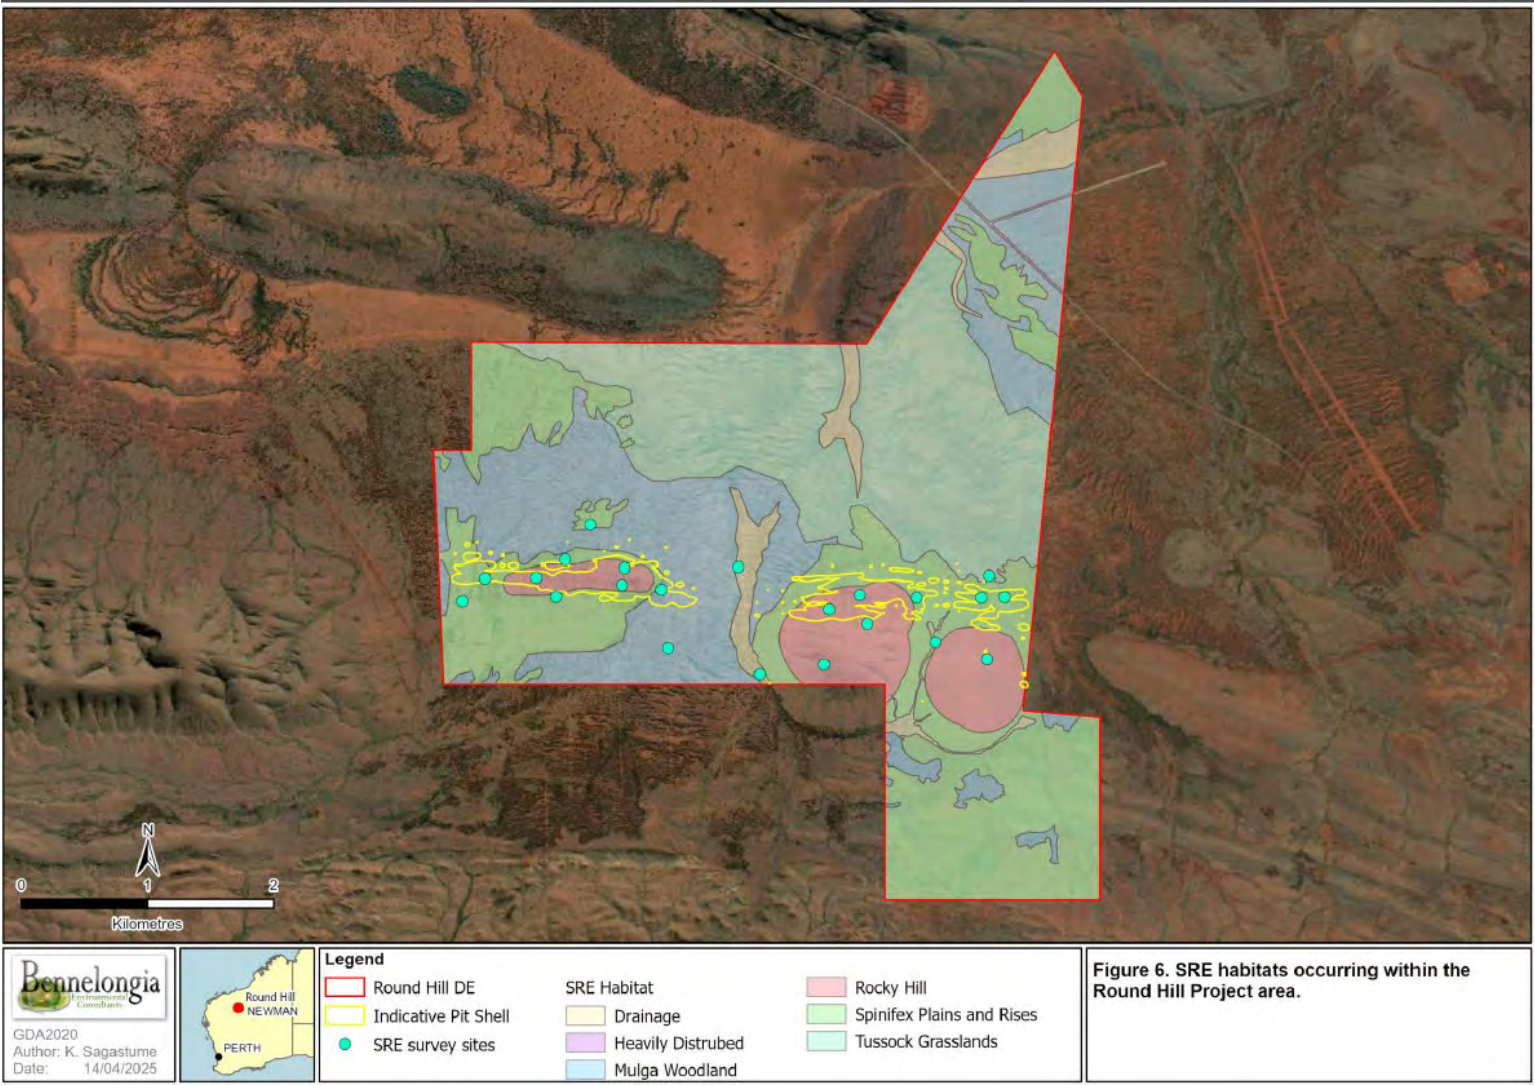 N
0 1 2
Kilometres
Bennelongia
Environmental
Consultants
GDA2020
Author: K. Sagastume
Date: 14/04/2025
Round Hill
NEWMAN
PERTH
Legend
Round Hill DE
Indicative Pit Shell
SRE survey sites
SRE Habitat
Drainage
Heavily Distrubed
Mulga Woodland
Rocky Hill
Spinifex Plains and Rises
Tussock Grasslands
Figure 6. SRE habitats occurring within the
Round Hill Project area.